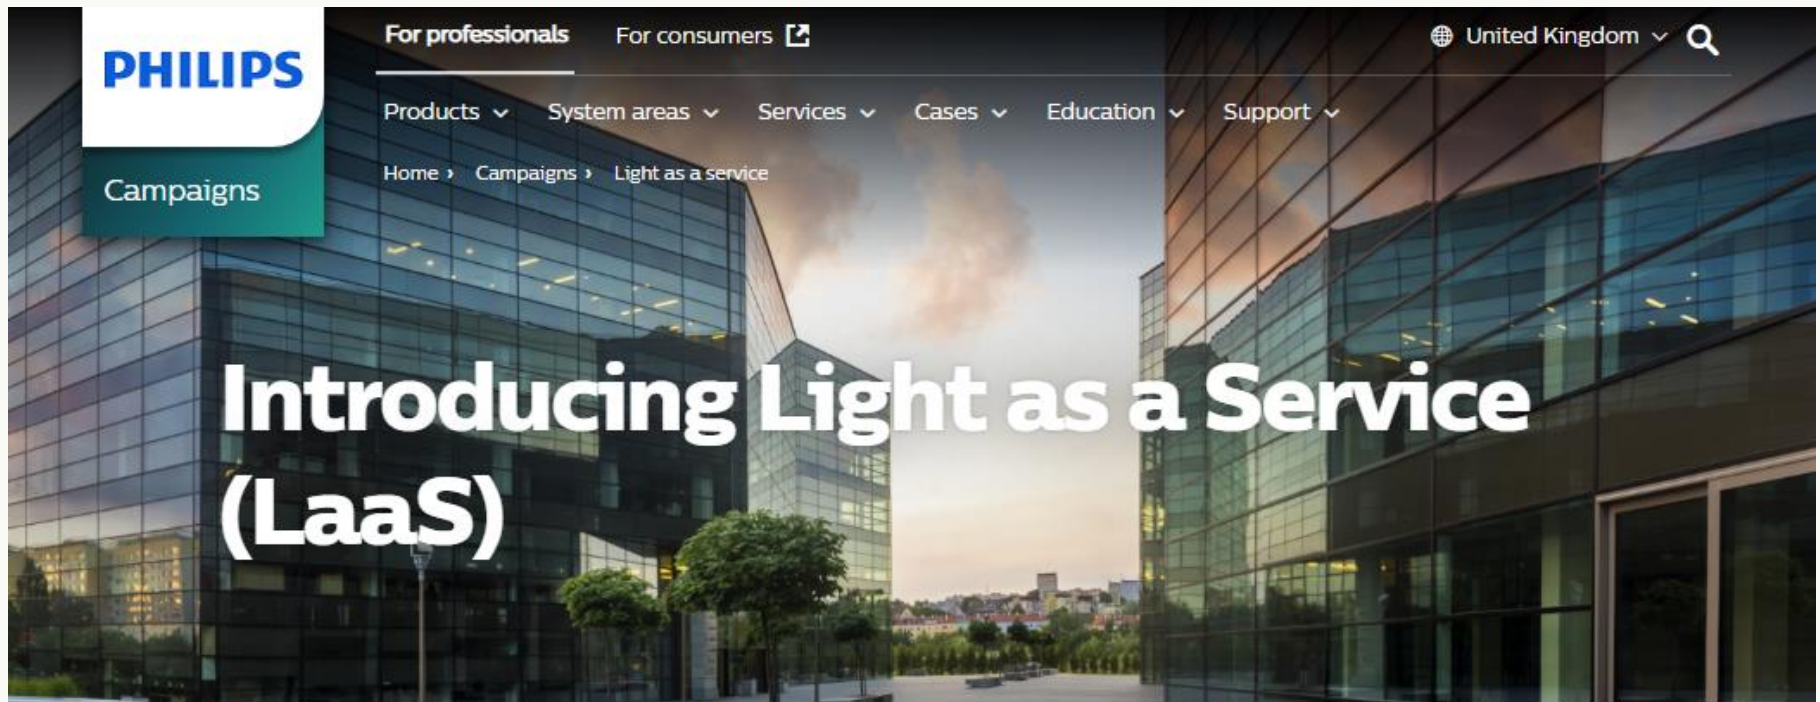 PHILIPS
Campaigns
For professionals For consumers
United Kingdom
Products System areas Services Cases Education Support
Home › Campaigns › Light as a service
Introducing Light as a Service
(LaaS)